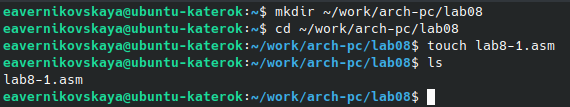 eavernikovskaya@ubuntu-katerok:~$ mkdir ~/work/arch-pc/lab08
eavernikovskaya@ubuntu-katerok:~$ cd ~/work/arch-pc/lab08
eavernikovskaya@ubuntu-katerok:~/work/arch-pc/lab08$ touch lab8-1.asm
eavernikovskaya@ubuntu-katerok:~/work/arch-pc/lab08$ ls
lab8-1.asm
eavernikovskaya@ubuntu-katerok:~/work/arch-pc/lab08$